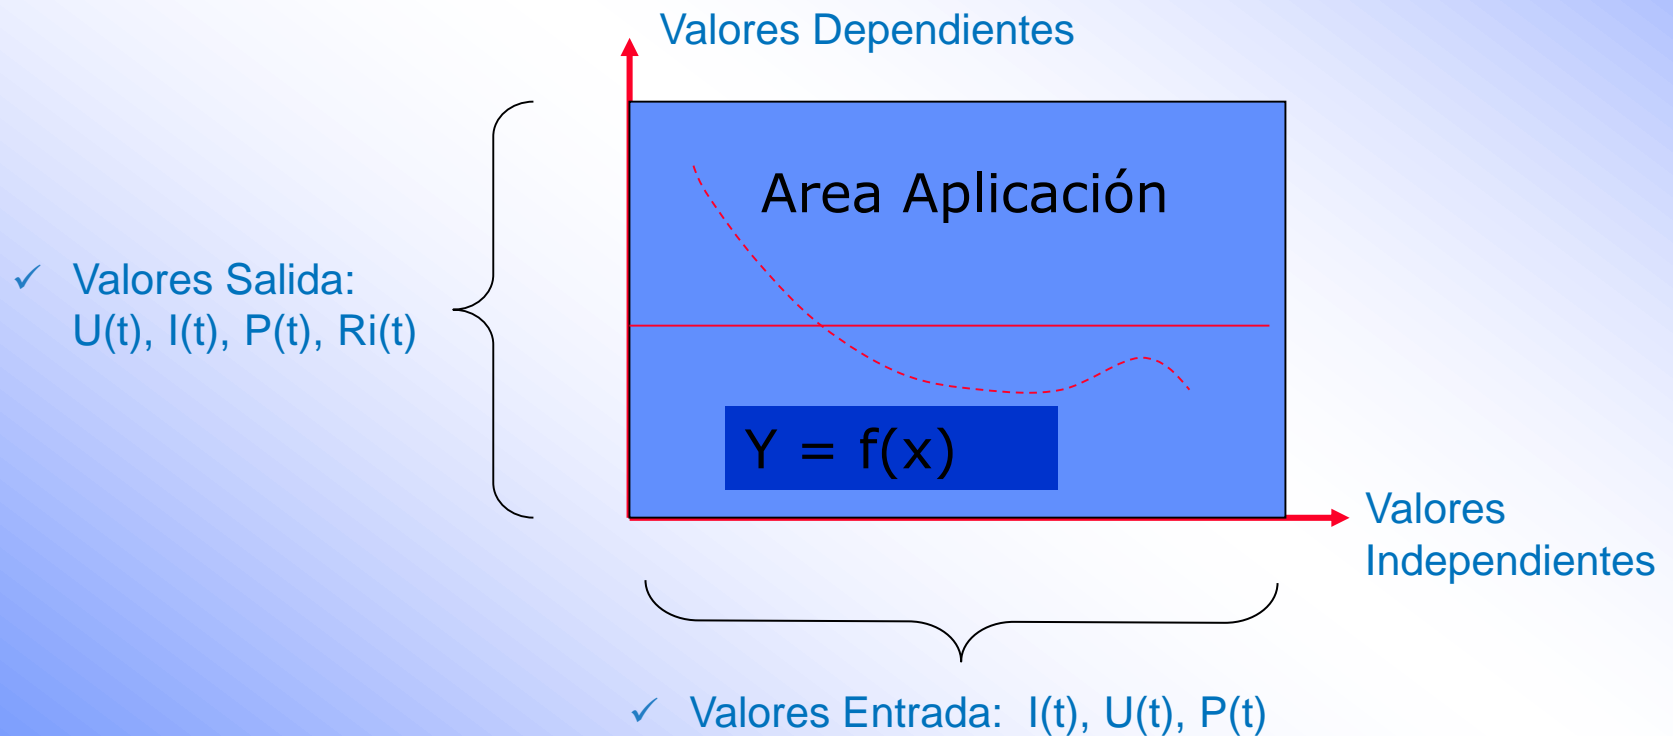 Valores Dependientes
Area Aplicación
✓ Valores Salida:
U(t), I(t), P(t), Ri(t)
Y = f(x)
Valores
Independientes
✓ Valores Entrada: I(t), U(t), P(t)